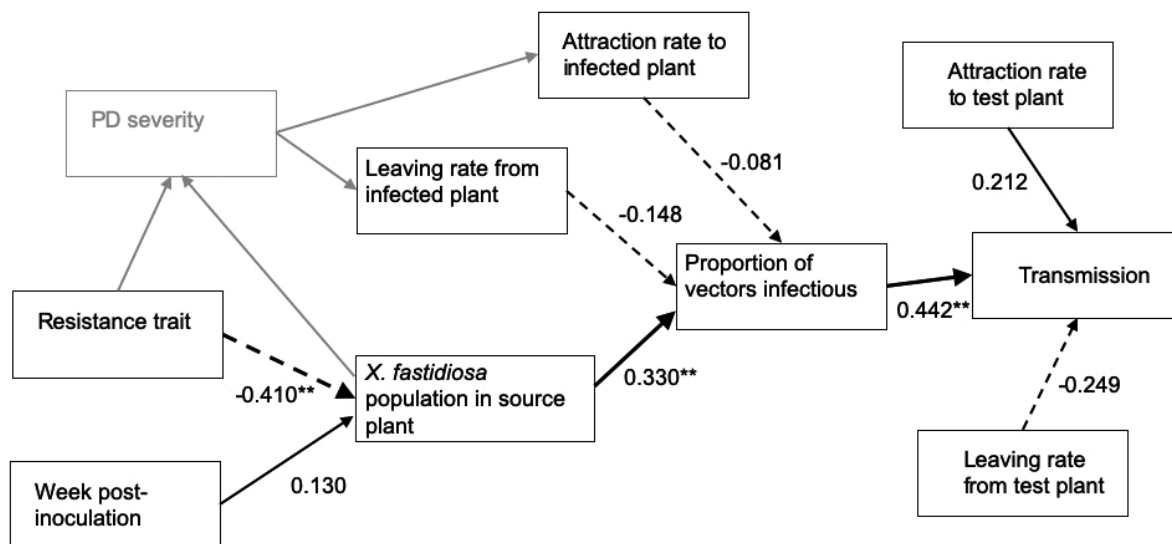 Attraction rate to
infected plant
Attraction rate
to test plant
PD severity
Leaving rate from
infected plant
-0.081
0.212
-0.148
Proportion of
vectors infectious
Transmission
0.442**
Resistance trait
-0.410**
X. fastidiosa
population in source
plant
0.330**
-0.249
Week post-
inoculation
0.130
Leaving rate
from test plant